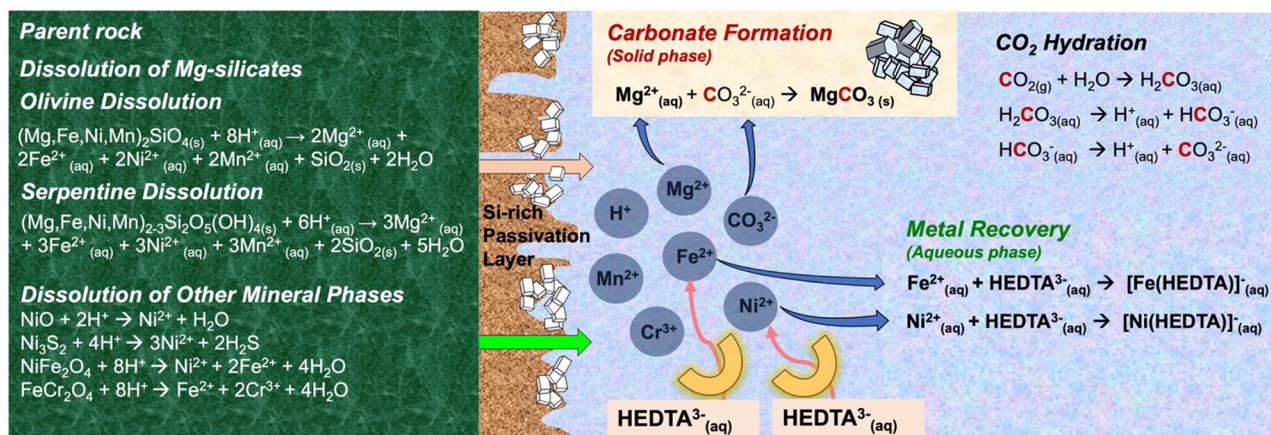 Parent rock
Dissolution of Mg-silicates
Olivine Dissolution
(Mg,Fe,Ni,Mn)₂SiO₄₍ₛ₎ + 8H⁺(aq) → 2Mg²⁺(aq) +
2Fe²⁺(aq) + 2Ni²⁺(aq) + 2Mn²⁺(aq) + SiO₂(s) + 2H₂O
Serpentine Dissolution
(Mg,Fe,Ni,Mn)₂₋₃Si₂O₅(OH)₄(s) + 6H⁺(aq) → 3Mg²⁺(aq)
+ 3Fe²⁺(aq) + 3Ni²⁺(aq) + 3Mn²⁺(aq) + 2SiO₂(s) + 5H₂O
Dissolution of Other Mineral Phases
NiO + 2H⁺ → Ni²⁺ + H₂O
Ni₃S₂ + 4H⁺ → 3Ni²⁺ + 2H₂S
NiFe₂O₄ + 8H⁺ → Ni²⁺ + 2Fe²⁺ + 4H₂O
FeCr₂O₄ + 8H⁺ → Fe²⁺ + 2Cr³⁺ + 4H₂O
Si-rich
Passivation
Layer
Carbonate Formation
(Solid phase)
Mg²⁺(aq) + CO₃²⁻(aq) → MgCO₃(s)
H⁺
Mg²⁺
CO₃²⁻
Fe²⁺
Mn²⁺
Ni²⁺
Cr³⁺
HEDTA³⁻(aq)
HEDTA³⁻(aq)
CO₂ Hydration
CO₂(g) + H₂O → H₂CO₃(aq)
H₂CO₃(aq) → H⁺(aq) + HCO₃⁻(aq)
HCO₃⁻(aq) → H⁺(aq) + CO₃²⁻(aq)
Metal Recovery
(Aqueous phase)
Fe²⁺(aq) + HEDTA³⁻(aq) → [Fe(HEDTA)]⁻(aq)
Ni²⁺(aq) + HEDTA³⁻(aq) → [Ni(HEDTA)]⁻(aq)